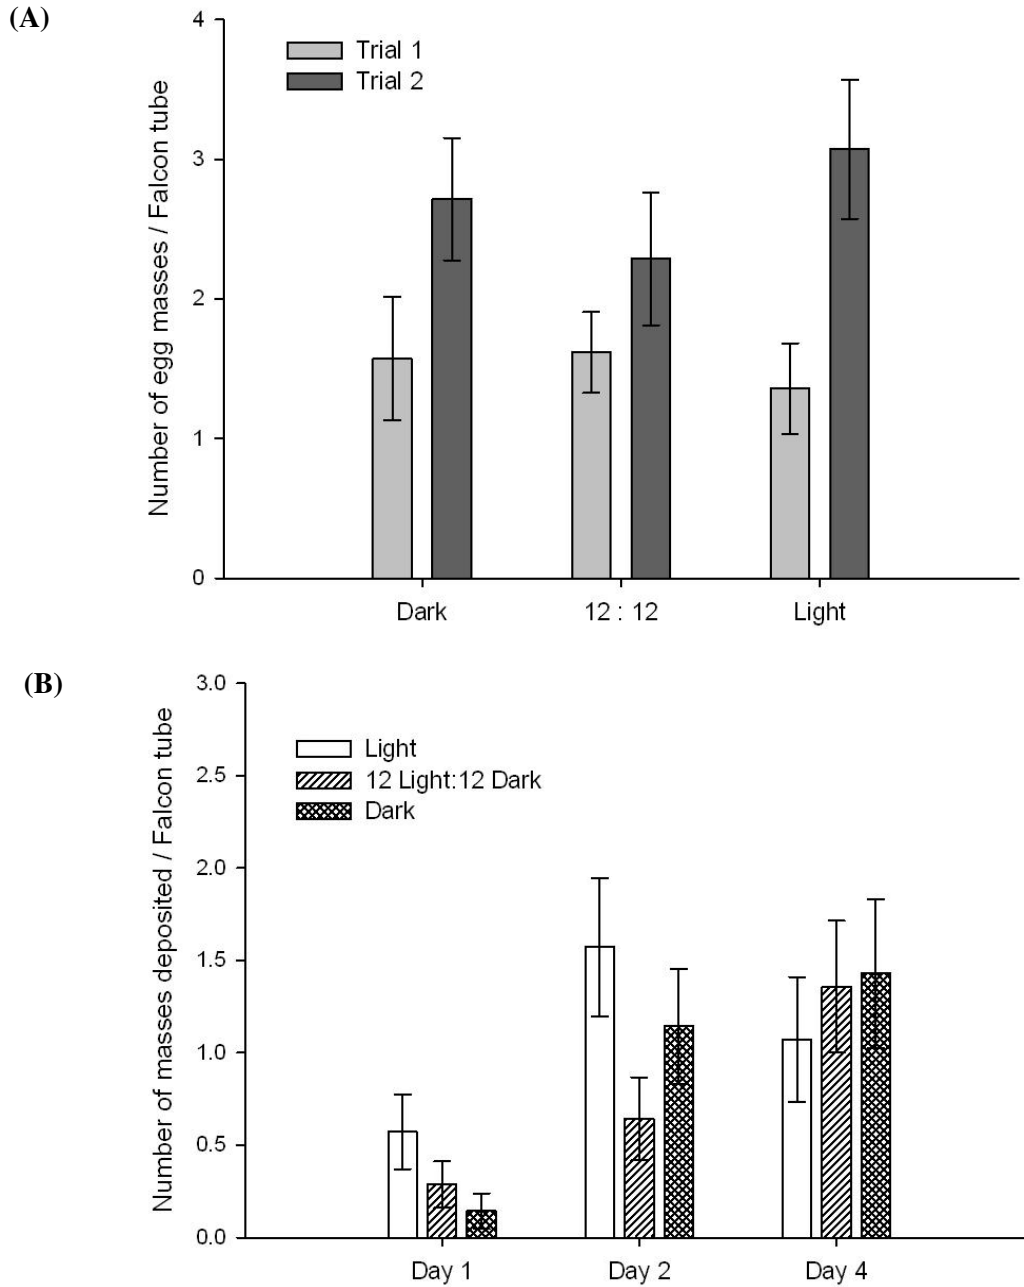 (A)
Number of egg masses / Falcon tube
4
3
2
1
0
Trial 1
Trial 2
Dark
12 : 12
Light
(B)
Number of masses deposited / Falcon tube
3.0
2.5
2.0
1.5
1.0
0.5
0.0
Light
12 Light:12 Dark
Dark
Day 1
Day 2
Day 4